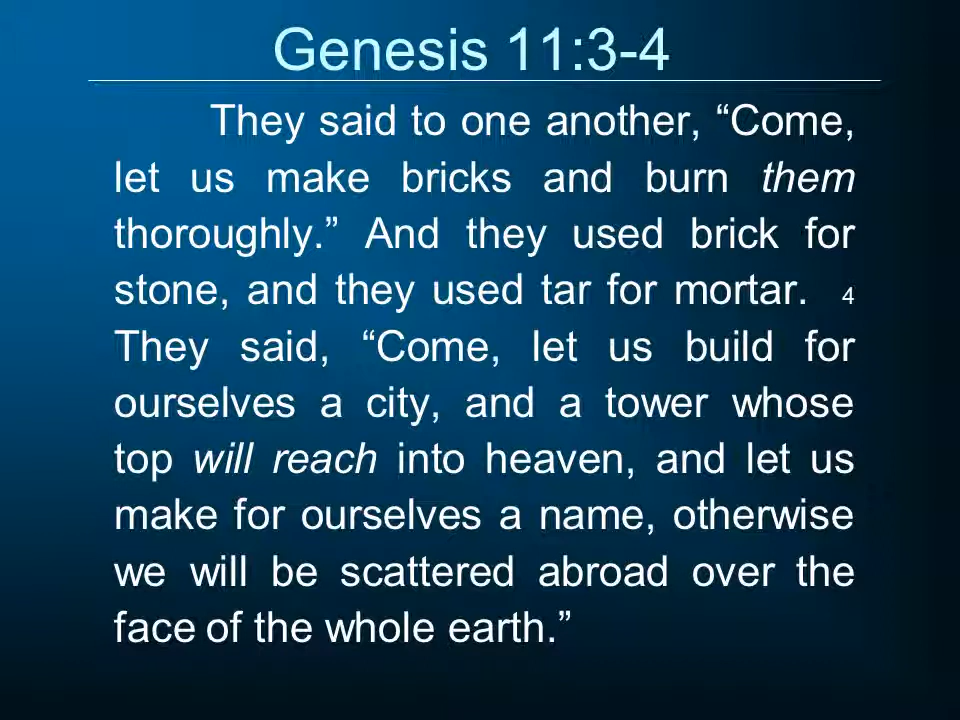 Genesis 11:3-4
They said to one another, “Come,
let us make bricks and burn them
thoroughly.” And they used brick for
stone, and they used tar for mortar. 4
They said, “Come, let us build for
ourselves a city, and a tower whose
top will reach into heaven, and let us
make for ourselves a name, otherwise
we will be scattered abroad over the
face of the whole earth.”